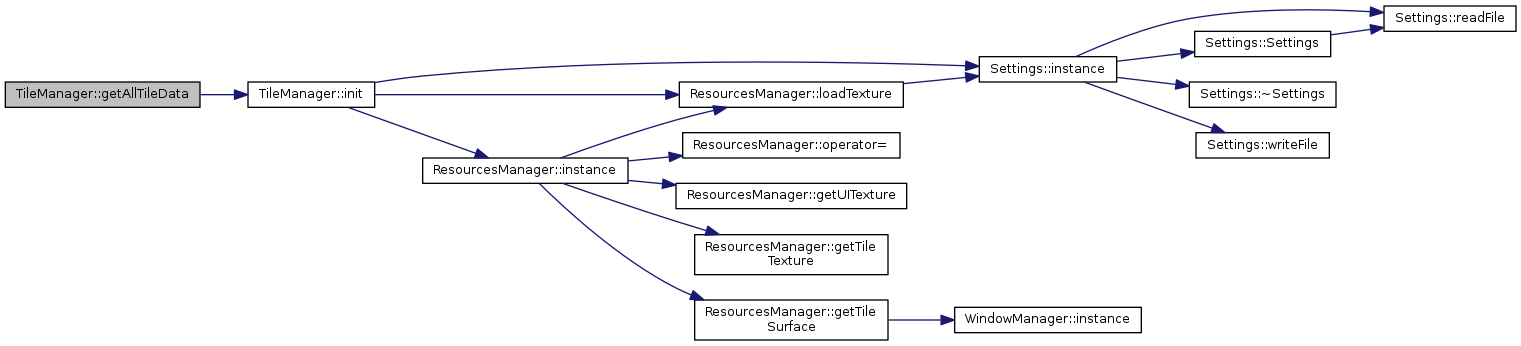 TileManager::getAllTileData
TileManager::init
Settings::instance
ResourcesManager::loadTexture
ResourcesManager::instance
ResourcesManager::operator=
ResourcesManager::getUITexture
ResourcesManager::getTile
Texture
ResourcesManager::getTile
Surface
WindowManager::instance
Settings::readFile
Settings::Settings
Settings::~Settings
Settings::writeFile